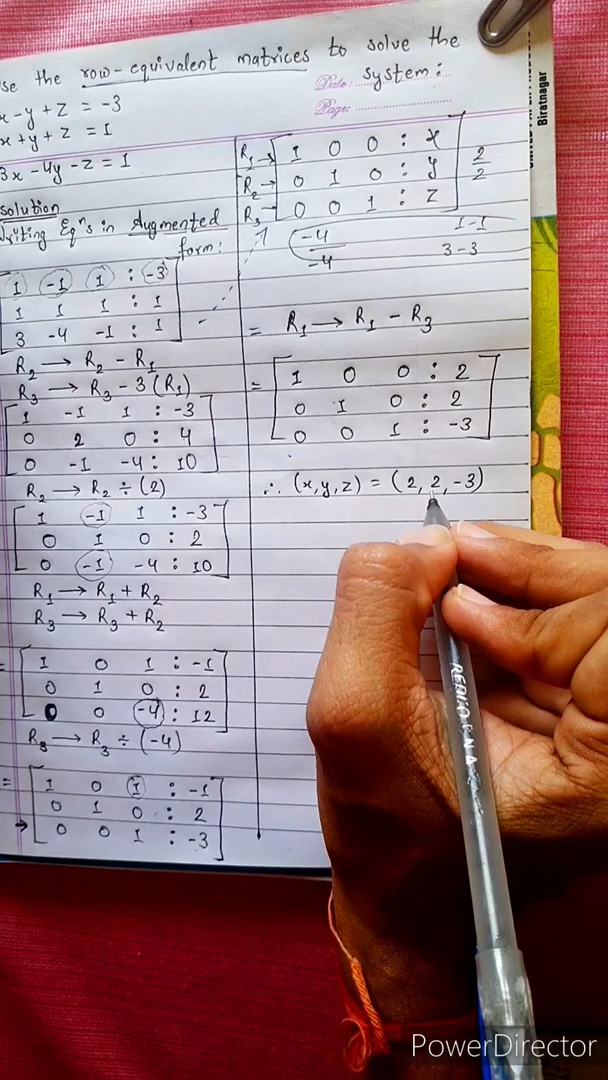 se the row-equivalent matrices to solve the
system:
x - y + z = -3
x + y + z = 1
3x - 4y - z = 1
Date:
Page:
Solution
Writing Eqns in Augmented
form:
1 -1 1 : -3
1 1 1 : 1
3 -4 -1 : 1
R2 → R2 - R1
R3 → R3 - 3(R1)
1 -1 1 : -3
0 2 0 : 4
0 -1 -4 : 10
R2 → R2 ÷ (2)
1 -1 1 : -3
0 1 0 : 2
0 -1 -4 : 10
R1 → R1 + R2
R3 → R3 + R2
= 1 0 1 : -1
0 1 0 : 2
0 0 -4 : 12
R3 → R3 ÷ (-4)
= 1 0 1 : -1
0 1 0 : 2
→ 0 0 1 : -3
R1 → 1 0 0 : x
R2 → 0 1 0 : y
R3 → 0 0 1 : z
2/2
-4/-4
1-1
3-3
= R1 → R1 - R3
= 1 0 0 : 2
0 1 0 : 2
0 0 1 : -3
∴ (x, y, z) = (2, 2, -3)
Biratnagar
PowerDirector